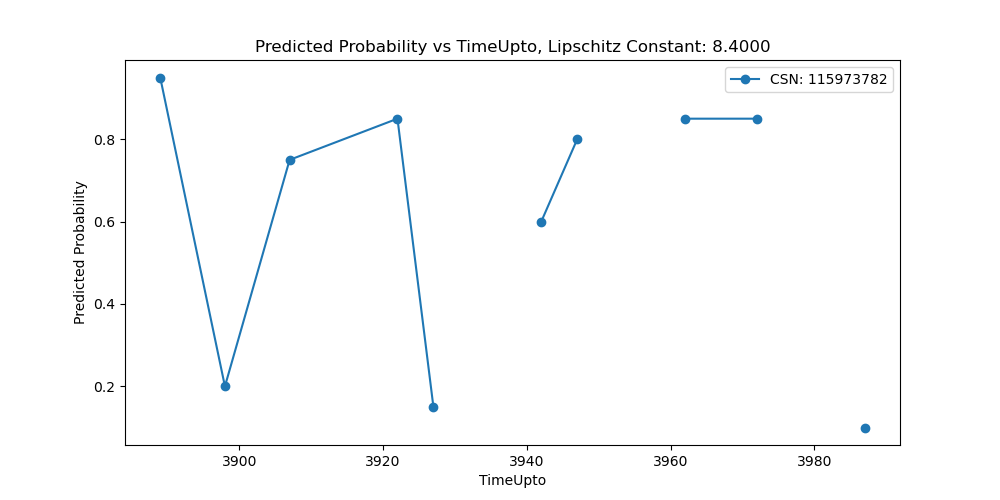 Predicted Probability vs TimeUpto, Lipschitz Constant: 8.4000
CSN: 115973782
Predicted Probability
0.8
0.6
0.4
0.2
3900 3920 3940 3960 3980
TimeUpto